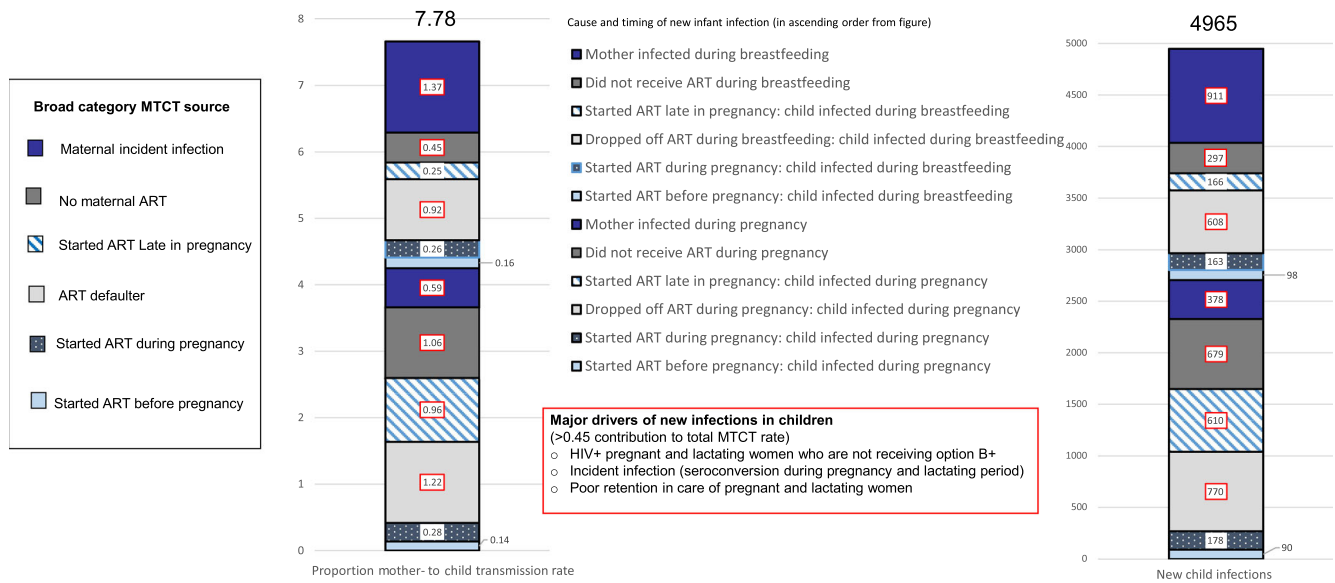 Broad category MTCT source
Maternal incident infection
No maternal ART
Started ART Late in pregnancy
ART defaulter
Started ART during pregnancy
Started ART before pregnancy
7.78
8
7
6
5
4
3
2
1
0
1.37
0.45
0.25
0.92
0.26
0.16
0.59
1.06
0.96
1.22
0.28
0.14
Proportion mother- to child transmission rate
Cause and timing of new infant infection (in ascending order from figure)
Mother infected during breastfeeding
Did not receive ART during breastfeeding
Started ART late in pregnancy: child infected during breastfeeding
Dropped off ART during breastfeeding: child infected during breastfeeding
Started ART during pregnancy: child infected during breastfeeding
Started ART before pregnancy: child infected during breastfeeding
Mother infected during pregnancy
Did not receive ART during pregnancy
Started ART late in pregnancy: child infected during pregnancy
Dropped off ART during pregnancy: child infected during pregnancy
Started ART during pregnancy: child infected during pregnancy
Started ART before pregnancy: child infected during pregnancy
Major drivers of new infections in children
(>0.45 contribution to total MTCT rate)
o HIV+ pregnant and lactating women who are not receiving option B+
o Incident infection (seroconversion during pregnancy and lactating period)
o Poor retention in care of pregnant and lactating women
4965
5000
4500
4000
3500
3000
2500
2000
1500
1000
500
0
911
297
166
608
163
98
378
679
610
770
178
90
New child infections